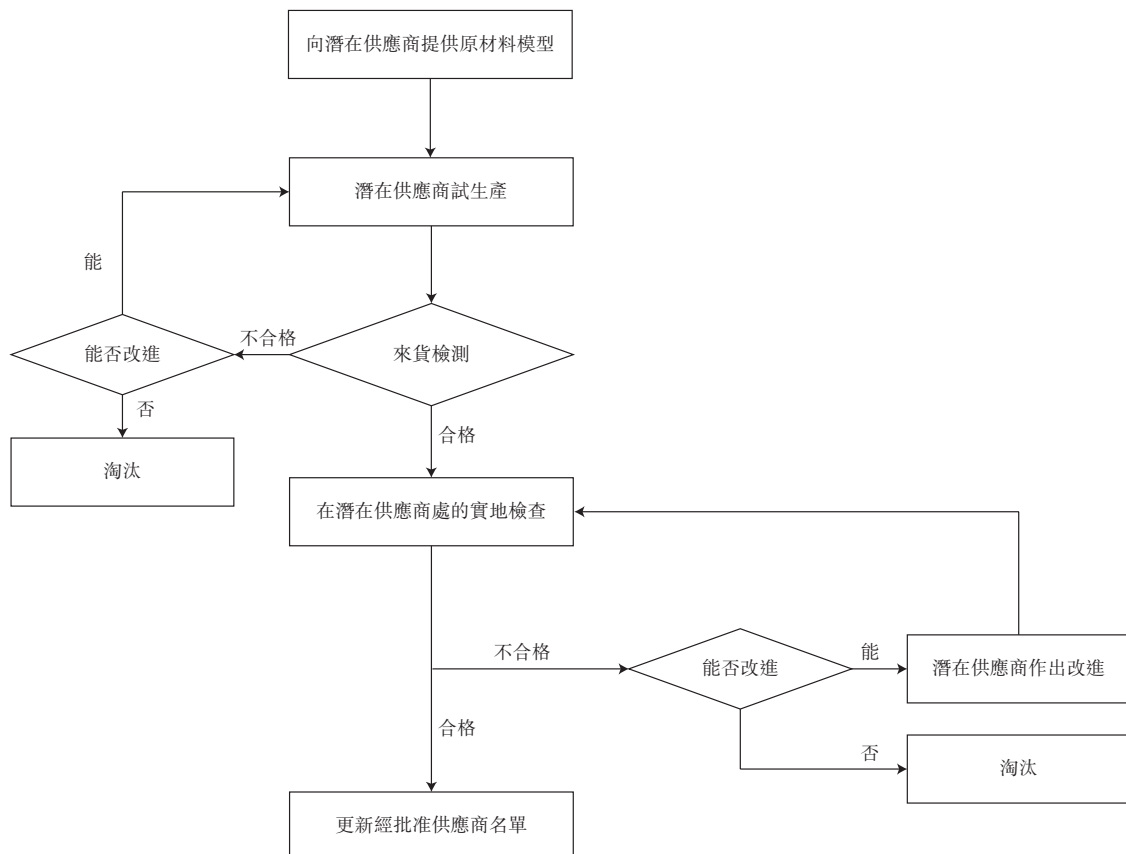 向潛在供應商提供原材料模型
潛在供應商試生產
能
能否改進
不合格
來貨檢測
否
合格
淘汰
在潛在供應商處的實地檢查
不合格
能否改進
能
潛在供應商作出改進
合格
否
淘汰
更新經批准供應商名單